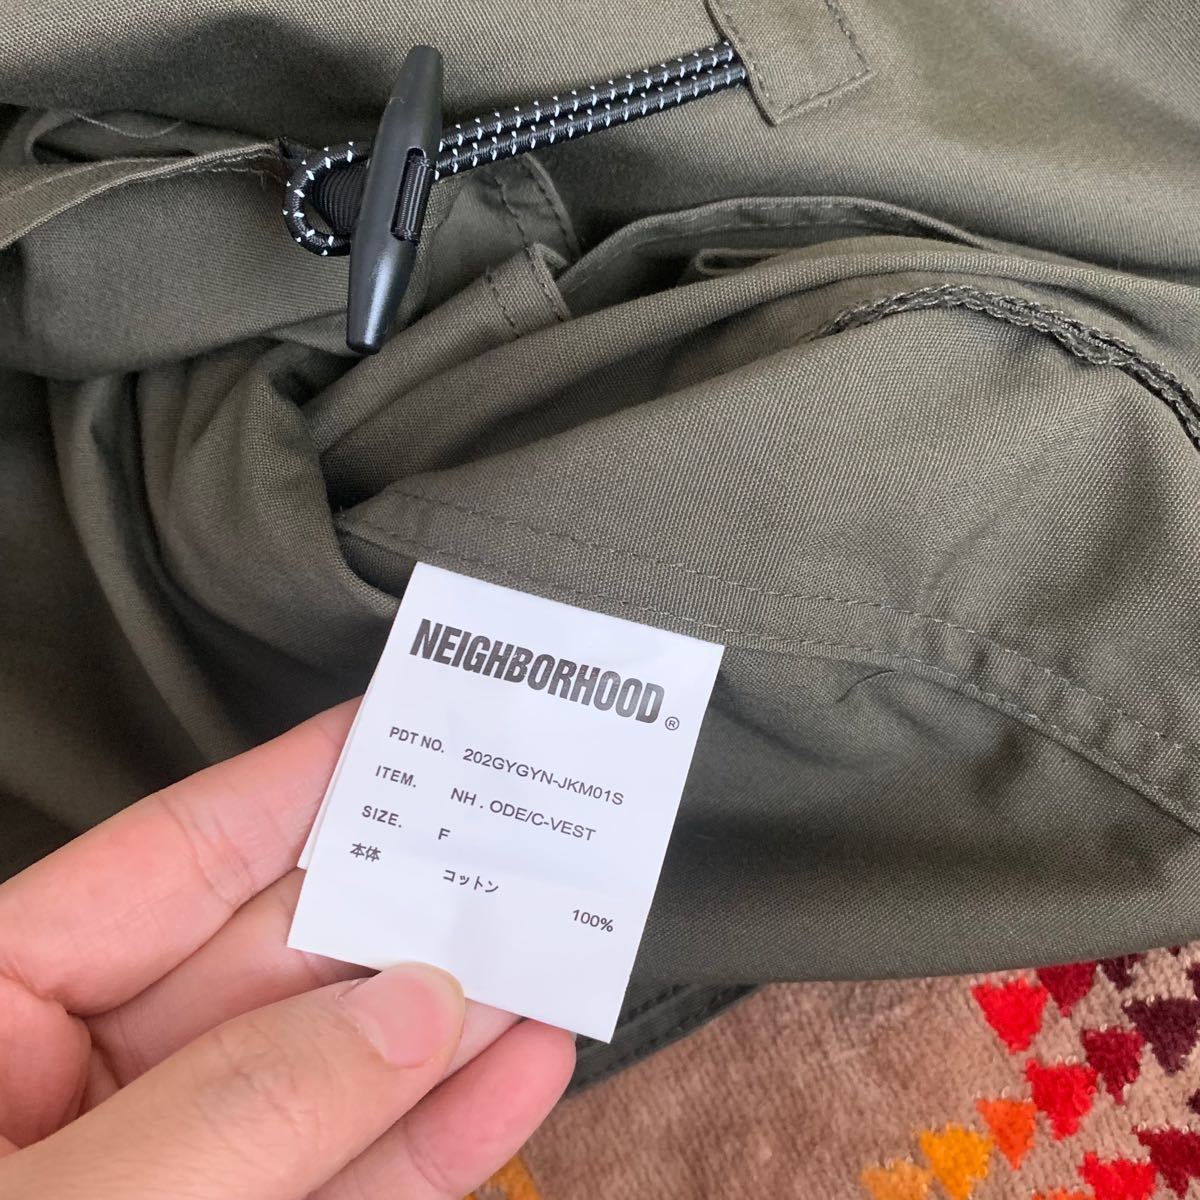 NEIGHBORHOOD®
PDT NO. 202GYGYN-JKM01S
ITEM. NH . ODE/C-VEST
SIZE. F
本体 コットン 100%